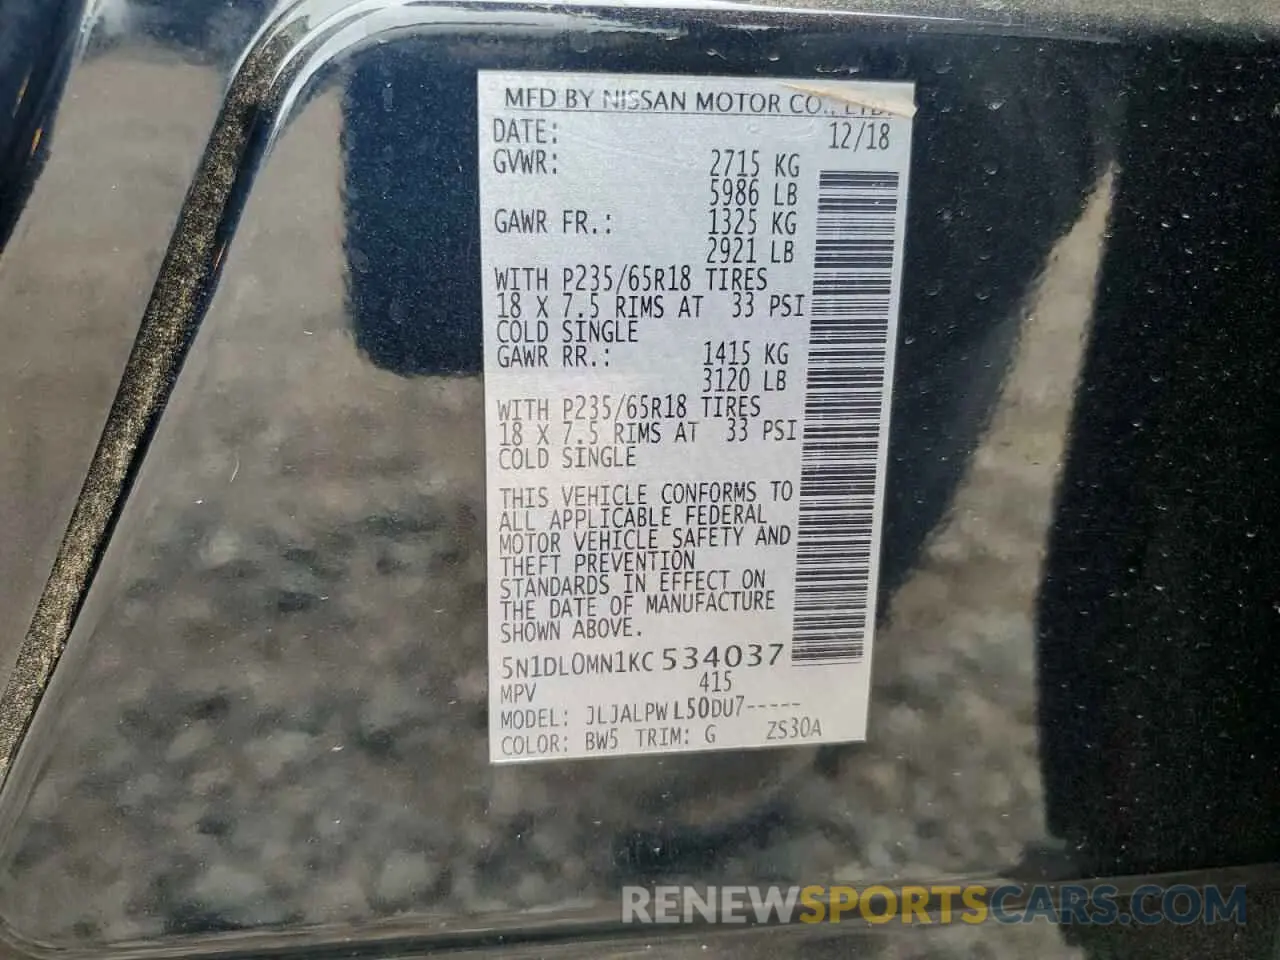 MFD BY NISSAN MOTOR CO., LTD.
DATE: 12/18
GVWR: 2715 KG
5986 LB
GAWR FR.: 1325 KG
2921 LB
WITH P235/65R18 TIRES
18 X 7.5 RIMS AT 33 PSI
COLD SINGLE
GAWR RR.: 1415 KG
3120 LB
WITH P235/65R18 TIRES
18 X 7.5 RIMS AT 33 PSI
COLD SINGLE
THIS VEHICLE CONFORMS TO
ALL APPLICABLE FEDERAL
MOTOR VEHICLE SAFETY AND
THEFT PREVENTION
STANDARDS IN EFFECT ON
THE DATE OF MANUFACTURE
SHOWN ABOVE.
5N1DL0MN1KC534037
MPV 415
MODEL: JLJALPWL50DU7-----
COLOR: BW5 TRIM: G ZS30A
RENEWSPORTSCARS.COM